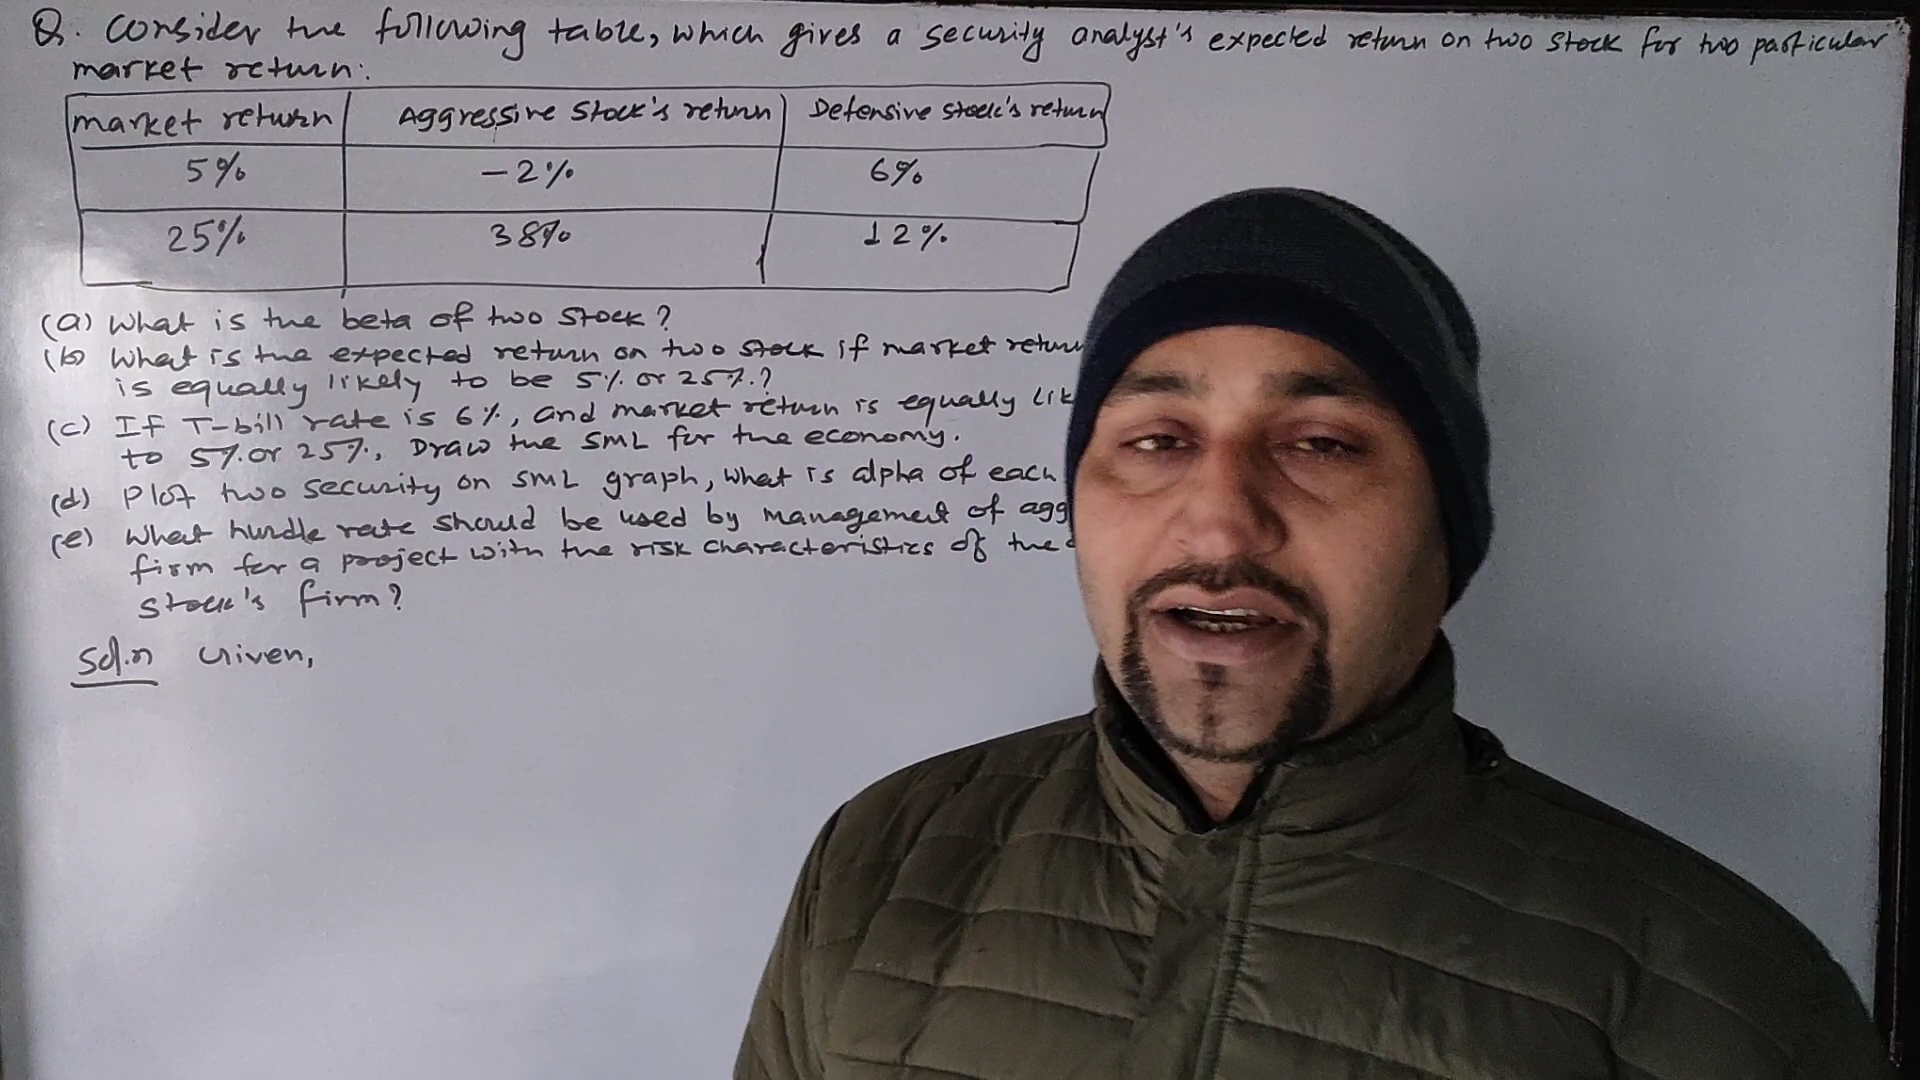 Q. Consider the following table, which gives a security analyst's expected return on two stock for two particular
market return:
market return Aggressive Stock's return Defensive stock's return
5% -2% 6%
25% 38% 12%
(a) What is the beta of two stock?
(b) What is the expected return on two stock if market return
is equally likely to be 5% or 25%.?
(c) If T-bill rate is 6%, and market return is equally
to 5% or 25%, Draw the SML for the economy.
(d) Plot two security on SML graph, what is alpha of each
(e) What hurdle rate should be used by management of
firm for a project with the risk characteristics of the
stock's firm?
Sol.n Given,